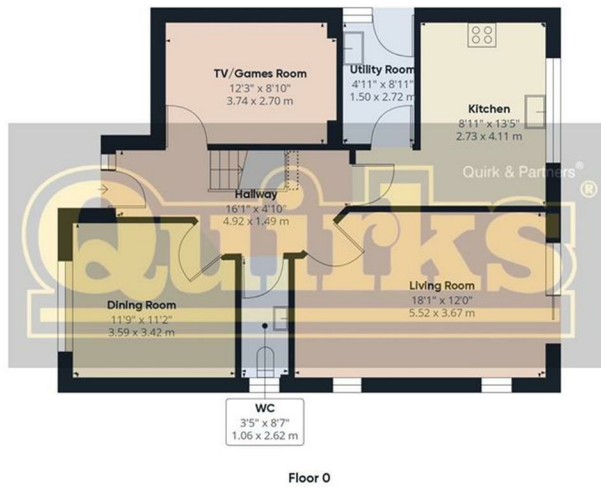 TV/Games Room
12'3" x 8'10"
3.74 x 2.70 m
Utility Room
4'11" x 8'11"
1.50 x 2.72 m
Kitchen
8'11" x 13'5"
2.73 x 4.11 m
Quirk & Partners®
Hallway
16'1" x 4'10"
4.92 x 1.49 m
Quirks®
Living Room
18'1" x 12'0"
5.52 x 3.67 m
Dining Room
11'9" x 11'2"
3.59 x 3.42 m
WC
3'5" x 8'7"
1.06 x 2.62 m
Floor 0